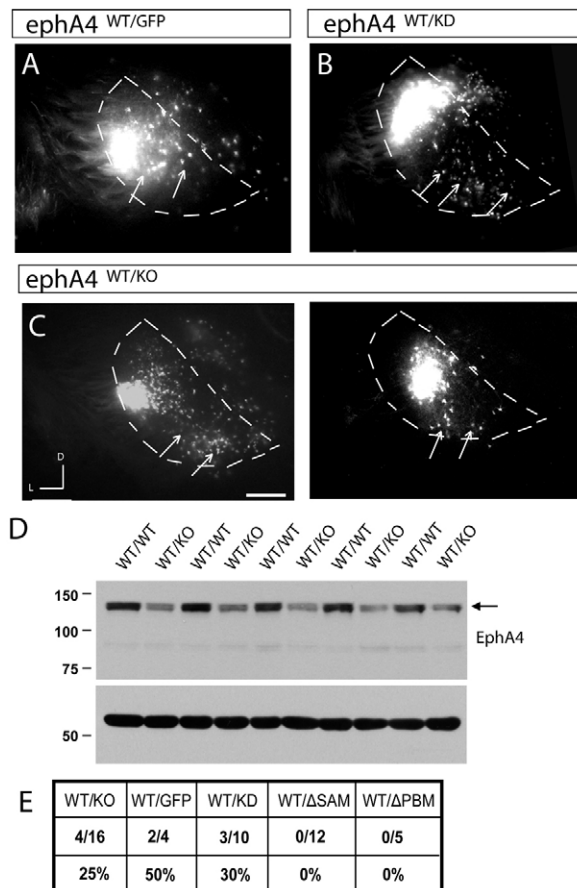 ephA4 WT/GFP
ephA4 WT/KD
A
B
ephA4 WT/KO
C
D
L
D
WT/WT WT/KO WT/WT WT/KO WT/WT WT/KO WT/WT WT/KO WT/WT WT/KO
150
100
75
EphA4
50
E
WT/KO WT/GFP WT/KD WT/ΔSAM WT/ΔPBM
4/16 2/4 3/10 0/12 0/5
25% 50% 30% 0% 0%